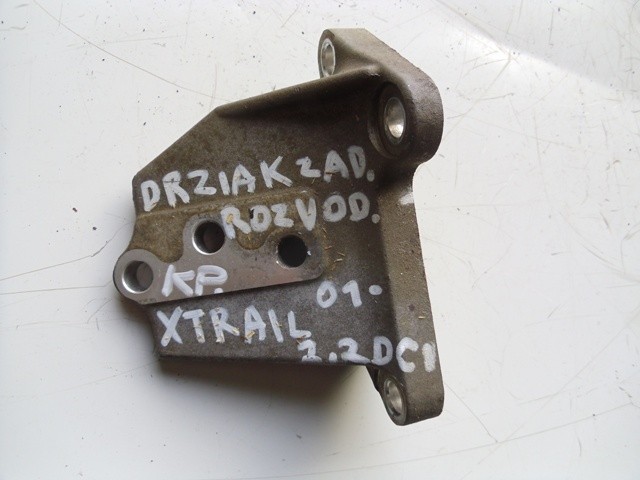 DRZIAK ZAD.
ROZVOD.
KP. 01-
XTRAIL
2.2DCI